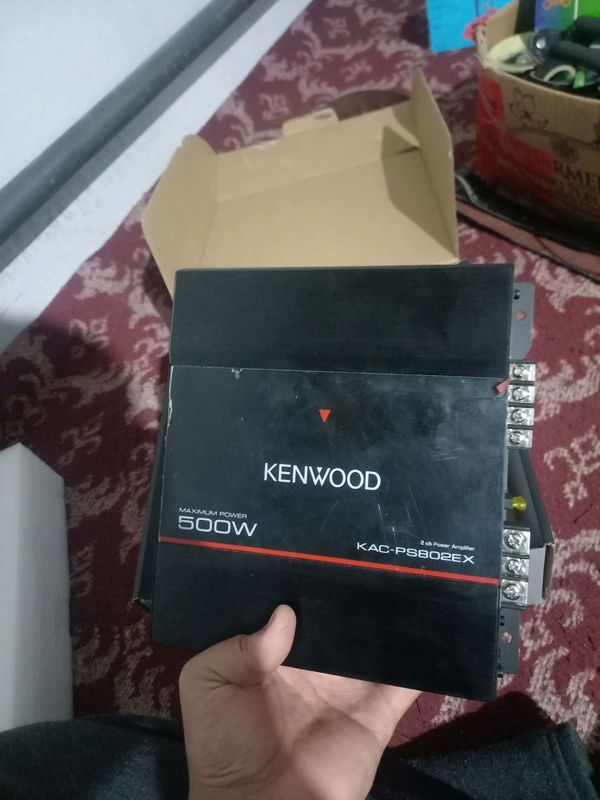 KENWOOD
MAXIMUM POWER
500W
2 ch Power Amplifier
KAC-PS802EX